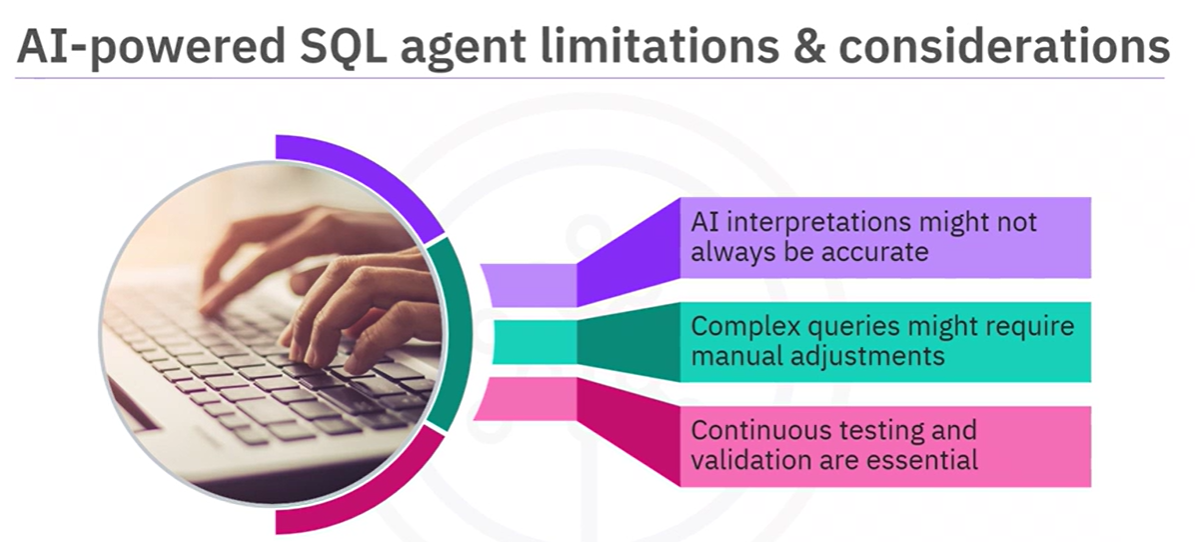 AI-powered SQL agent limitations & considerations
AI interpretations might not
always be accurate
Complex queries might require
manual adjustments
Continuous testing and
validation are essential